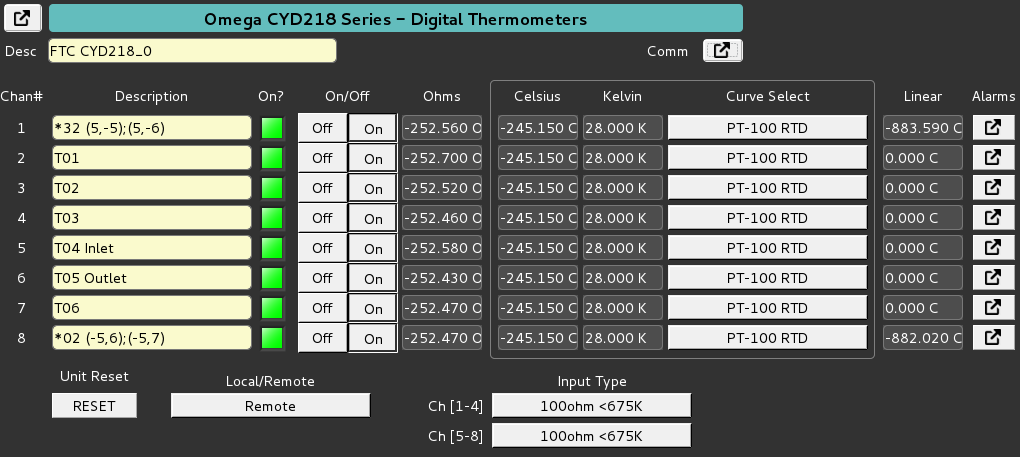 Omega CYD218 Series - Digital Thermometers
Desc FTC CYD218_0 Comm
Chan# Description On? On/Off Ohms Celsius Kelvin Curve Select Linear Alarms
1 *32 (5,-5);(5,-6) Off On -252.560 O -245.150 C 28.000 K PT-100 RTD -883.590 C
2 T01 Off On -252.700 O -245.150 C 28.000 K PT-100 RTD 0.000 C
3 T02 Off On -252.520 O -245.150 C 28.000 K PT-100 RTD 0.000 C
4 T03 Off On -252.460 O -245.150 C 28.000 K PT-100 RTD 0.000 C
5 T04 Inlet Off On -252.580 O -245.150 C 28.000 K PT-100 RTD 0.000 C
6 T05 Outlet Off On -252.430 O -245.150 C 28.000 K PT-100 RTD 0.000 C
7 T06 Off On -252.470 O -245.150 C 28.000 K PT-100 RTD 0.000 C
8 *02 (-5,6);(-5,7) Off On -252.470 O -245.150 C 28.000 K PT-100 RTD -882.020 C
Unit Reset Local/Remote Input Type
RESET Remote Ch [1-4] 100ohm <675K
Ch [5-8] 100ohm <675K